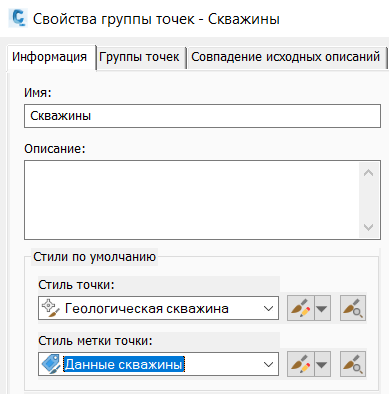 Свойства группы точек - Скважины
Информация Группы точек Совпадение исходных описаний
Имя:
Скважины
Описание:
Стили по умолчанию
Стиль точки:
Геологическая скважина
Стиль метки точки:
Данные скважины